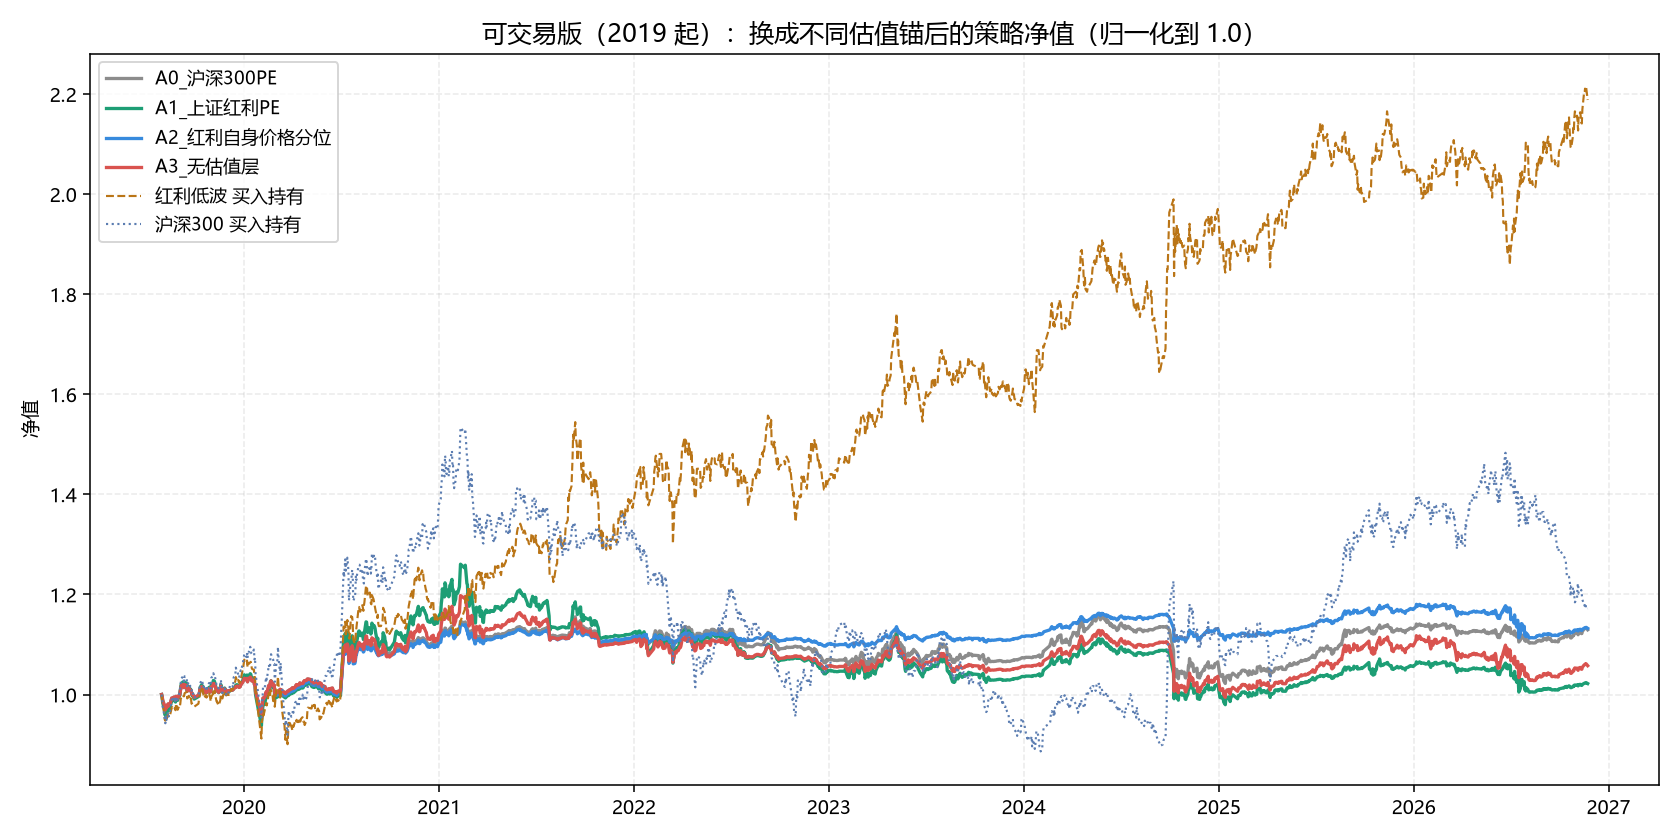 可交易版（2019 起）：换成不同估值锚后的策略净值（归一化到 1.0）
A0_沪深300PE
A1_上证红利PE
A2_红利自身价格分位
A3_无估值层
红利低波 买入持有
沪深300 买入持有
净值
2.2
2.0
1.8
1.6
1.4
1.2
1.0
2020 2021 2022 2023 2024 2025 2026 2027